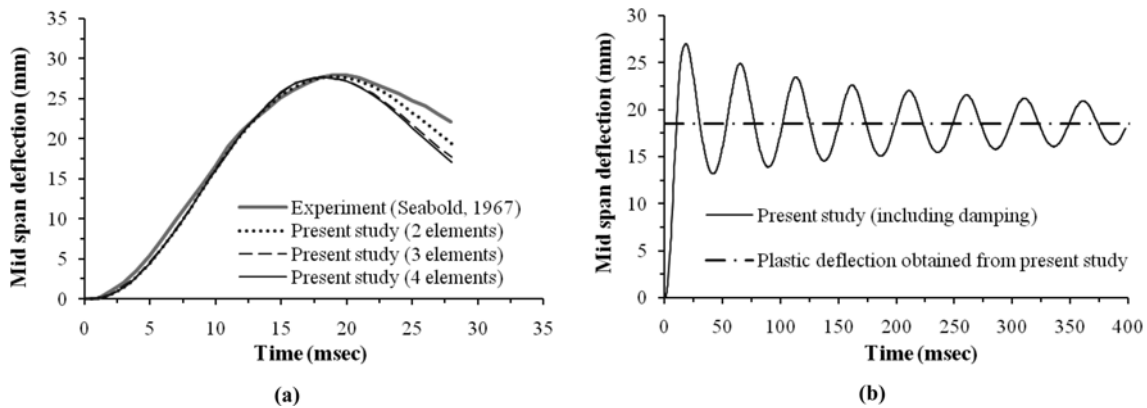 35
30
25
20
15
10
5
0
Mid span deflection (mm)
0 5 10 15 20 25 30 35
Time (msec)
Experiment (Seabold, 1967)
Present study (2 elements)
Present study (3 elements)
Present study (4 elements)
(a)
30
25
20
15
10
5
0
Mid span deflection (mm)
0 50 100 150 200 250 300 350 400
Time (msec)
Present study (including damping)
Plastic deflection obtained from present study
(b)